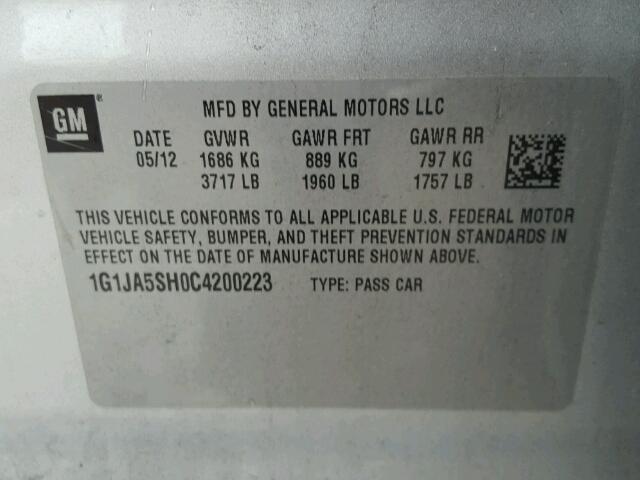 GM
®
MFD BY GENERAL MOTORS LLC
DATE GVWR GAWR FRT GAWR RR
05/12 1686 KG 889 KG 797 KG
3717 LB 1960 LB 1757 LB
THIS VEHICLE CONFORMS TO ALL APPLICABLE U.S. FEDERAL MOTOR
VEHICLE SAFETY, BUMPER, AND THEFT PREVENTION STANDARDS IN
EFFECT ON THE DATE OF MANUFACTURE SHOWN ABOVE.
1G1JA5SH0C4200223 TYPE: PASS CAR